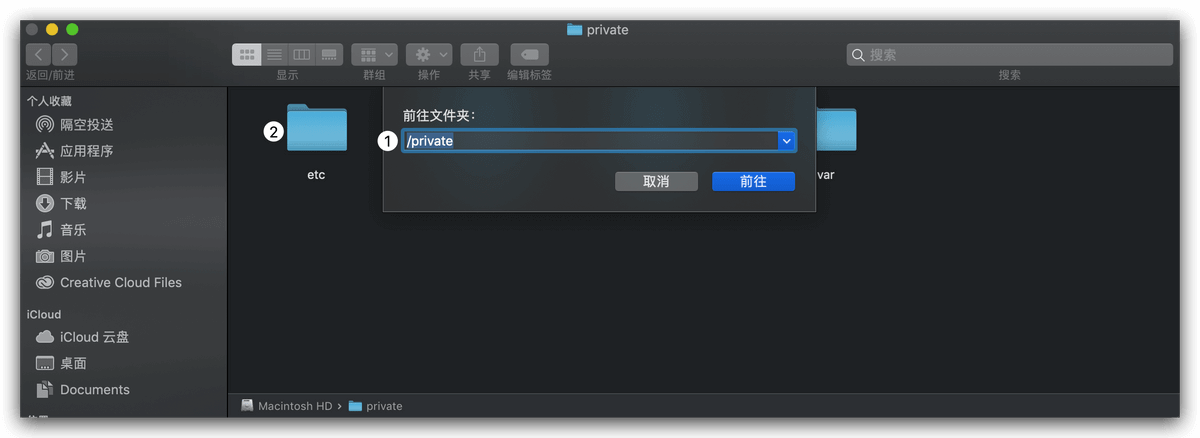 private
返回/前进
显示
群组
操作
共享
编辑标签
搜索
搜索
个人收藏
隔空投送
应用程序
影片
下载
音乐
图片
Creative Cloud Files
iCloud
iCloud 云盘
桌面
Documents
前往文件夹:
1
/private
取消
前往
2
etc
var
Macintosh HD › private